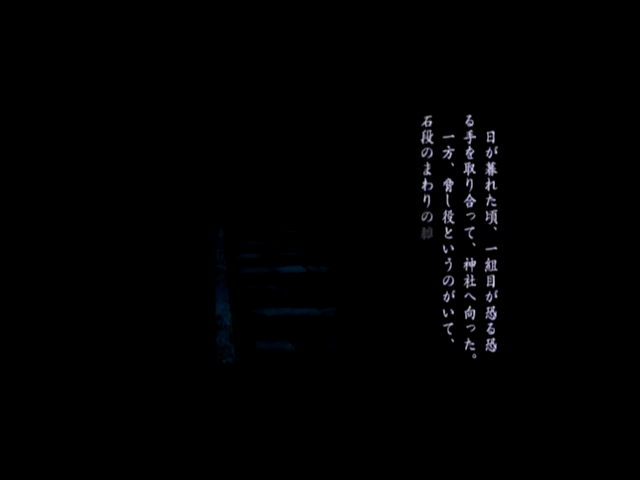 日が暮れた頃、一組目が恐る恐
る手を取り合って、神社へ向った。
一方、脅し役というのがいて、
石段のまわりの